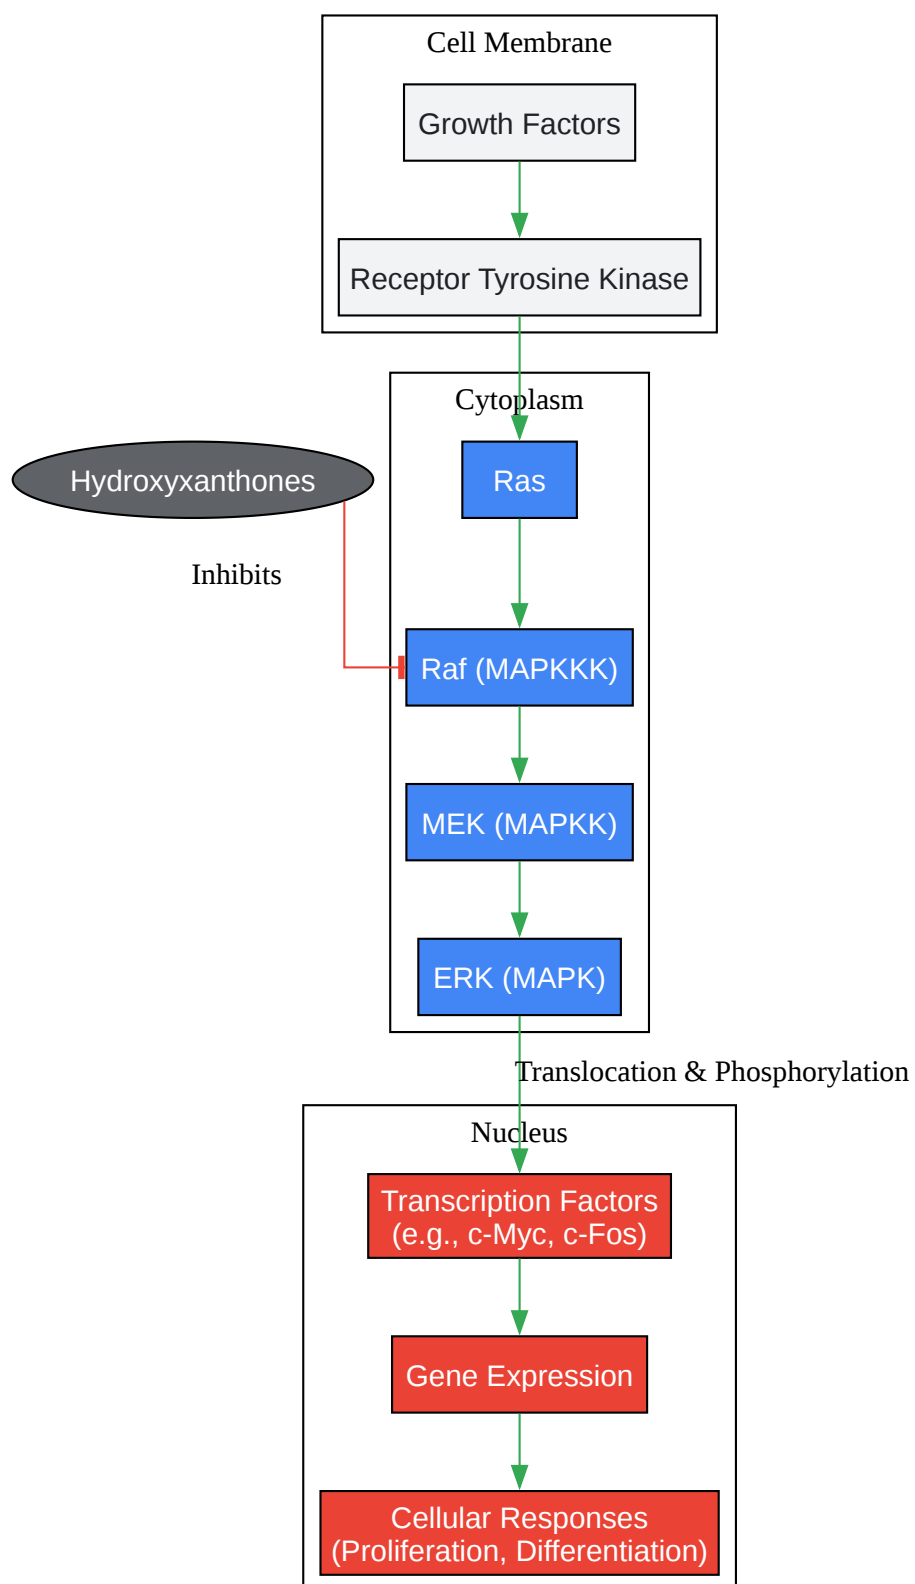 Cell Membrane
Growth Factors
Receptor Tyrosine Kinase
Cytoplasm
Hydroxyxanthones
Ras
Inhibits
Raf (MAPKKK)
MEK (MAPKK)
ERK (MAPK)
Translocation & Phosphorylation
Nucleus
Transcription Factors
(e.g., c-Myc, c-Fos)
Gene Expression
Cellular Responses
(Proliferation, Differentiation)